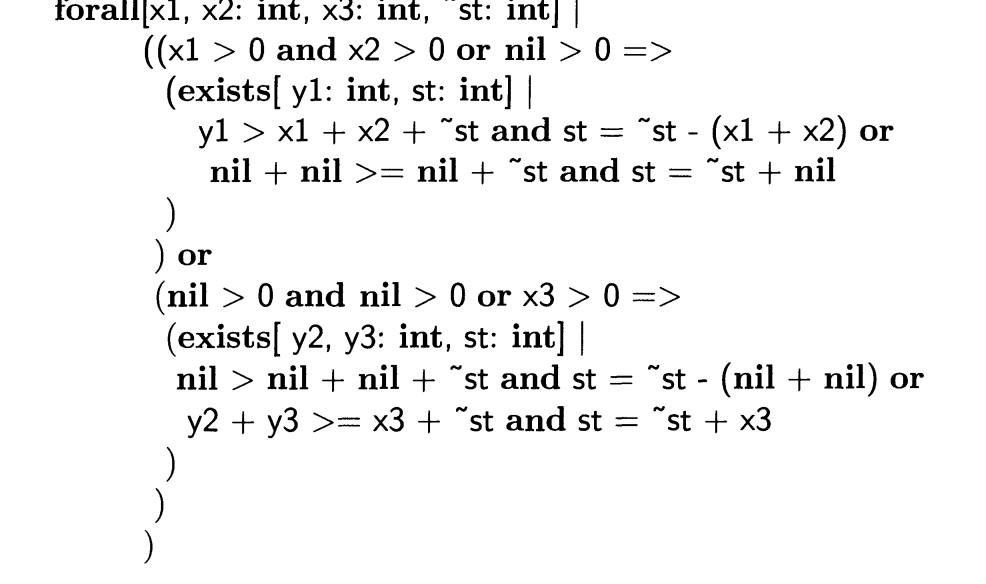 forall[x1, x2: int, x3: int, ~st: int] |
((x1 > 0 and x2 > 0 or nil > 0 =>
(exists[ y1: int, st: int] |
y1 > x1 + x2 + ~st and st = ~st - (x1 + x2) or
nil + nil >= nil + ~st and st = ~st + nil
)
) or
(nil > 0 and nil > 0 or x3 > 0 =>
(exists[ y2, y3: int, st: int] |
nil > nil + nil + ~st and st = ~st - (nil + nil) or
y2 + y3 >= x3 + ~st and st = ~st + x3
)
)
)